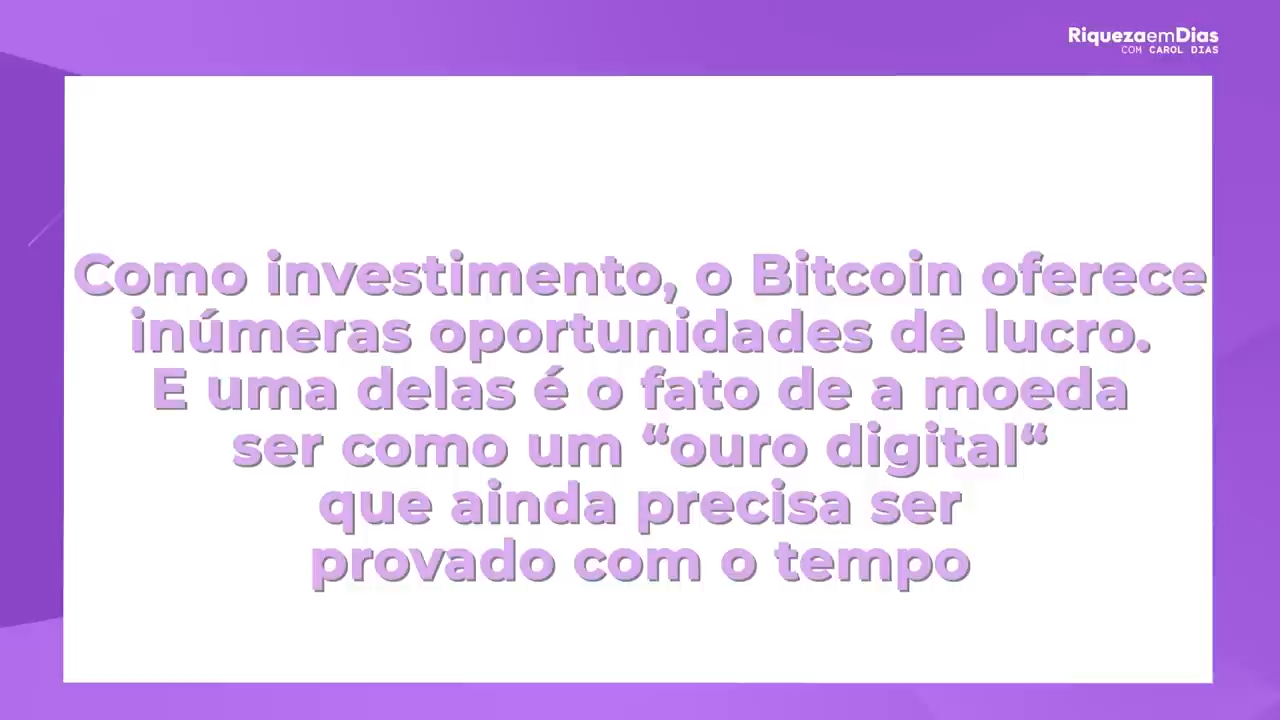 RiquezaemDias
COM CAROL DIAS
Como investimento, o Bitcoin oferece
inúmeras oportunidades de lucro.
E uma delas é o fato de a moeda
ser como um “ouro digital“
que ainda precisa ser
provado com o tempo